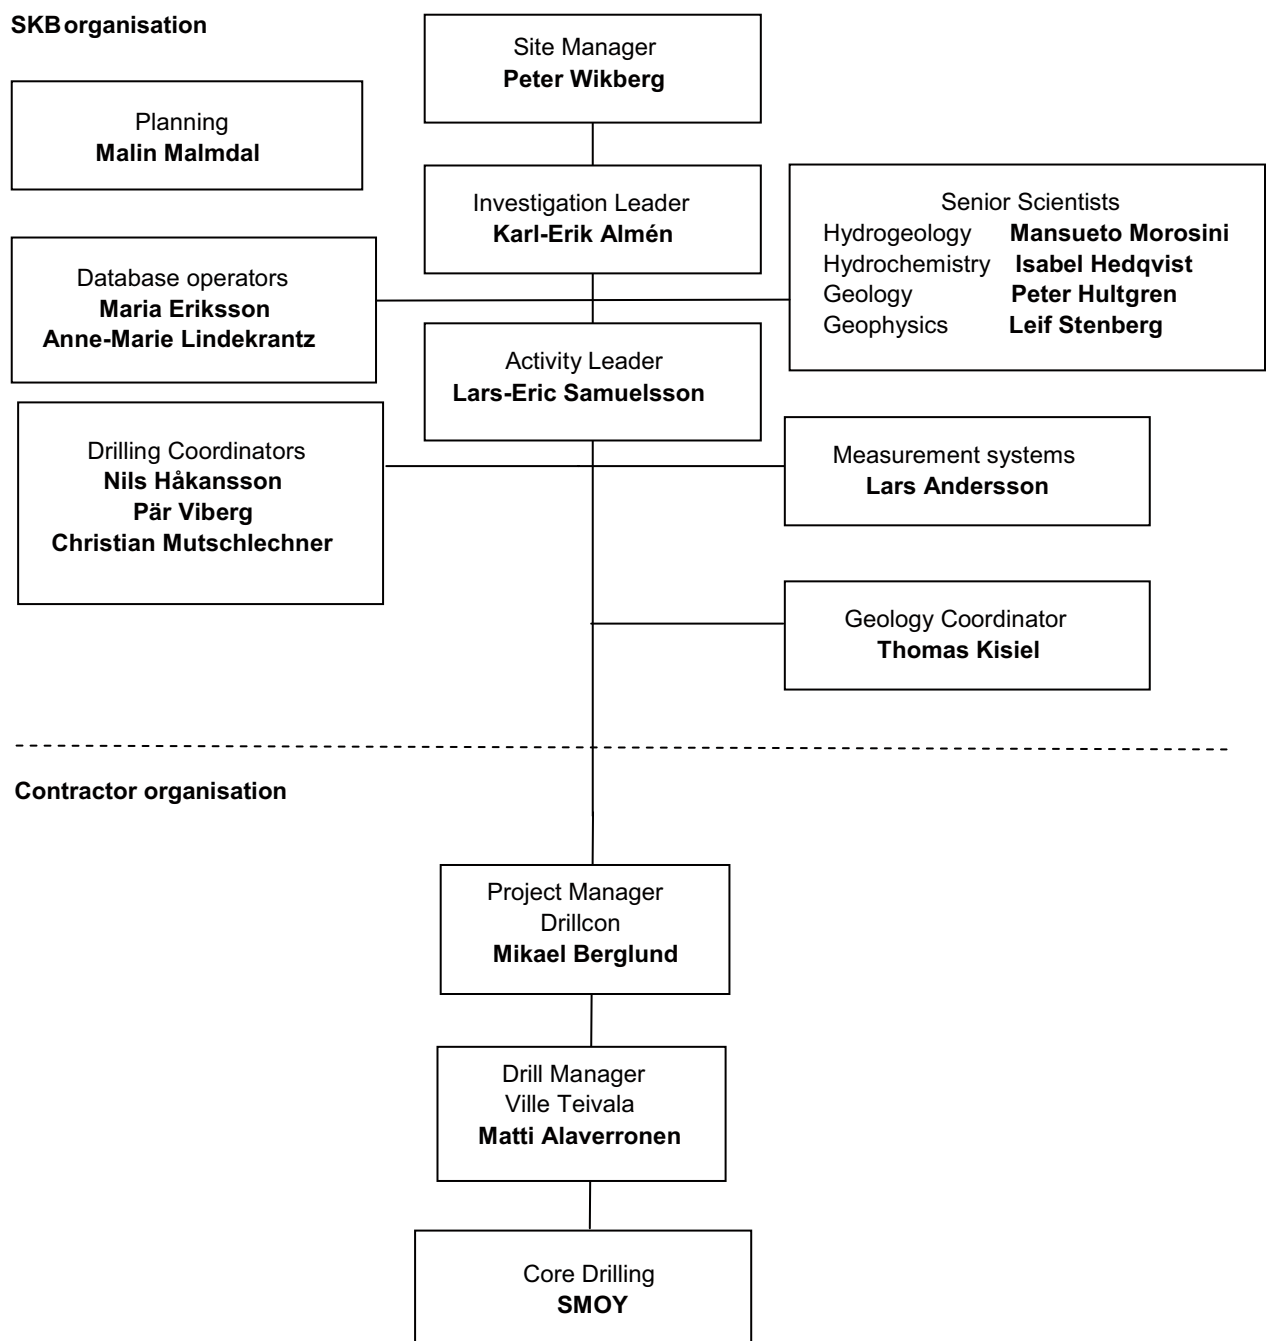 SKB organisation
Site Manager
Peter Wikberg
Planning
Malin Malmdal
Investigation Leader
Karl-Erik Almén
Senior Scientists
Hydrogeology Mansueto Morosini
Hydrochemistry Isabel Hedqvist
Geology Peter Hultgren
Geophysics Leif Stenberg
Database operators
Maria Eriksson
Anne-Marie Lindekrantz
Activity Leader
Lars-Eric Samuelsson
Drilling Coordinators
Nils Håkansson
Pär Viberg
Christian Mutschlechner
Measurement systems
Lars Andersson
Geology Coordinator
Thomas Kisiel
Contractor organisation
Project Manager
Drillcon
Mikael Berglund
Drill Manager
Ville Teivala
Matti Alaverronen
Core Drilling
SMOY